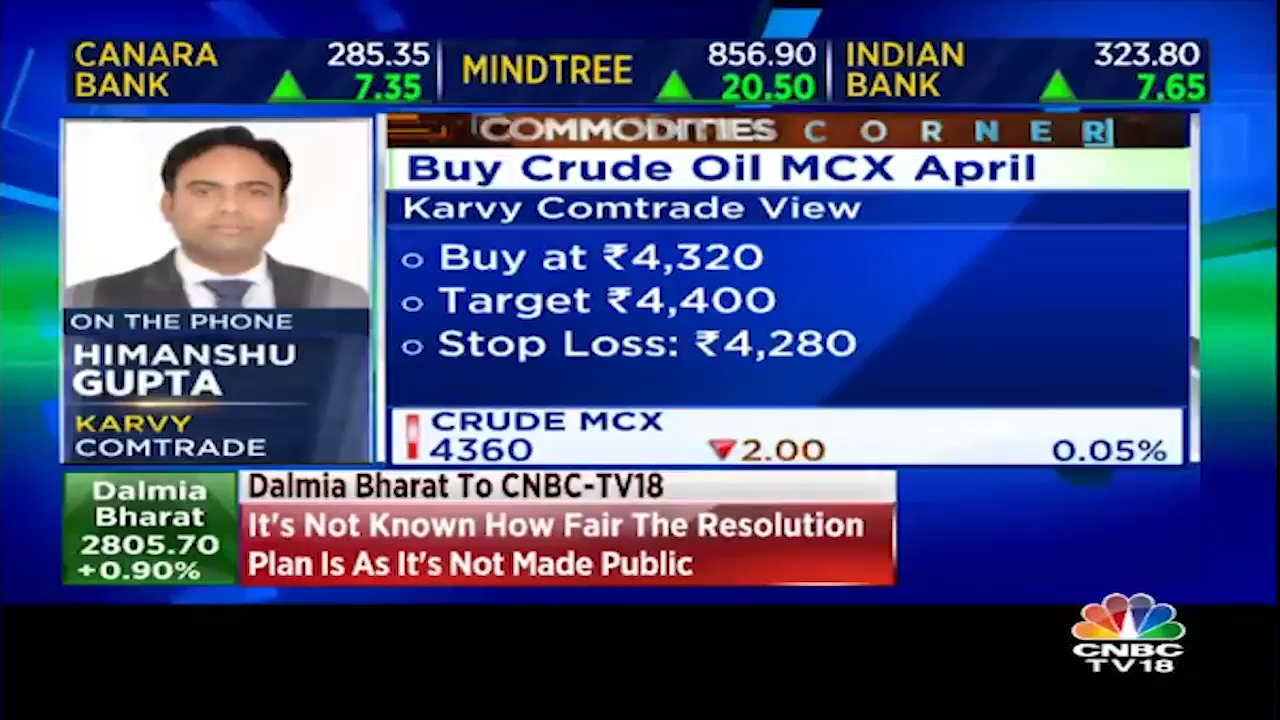 CANARA BANK 285.35 ▲ 7.35
MINDTREE 856.90 ▲ 20.50
INDIAN BANK 323.80 ▲ 7.65
COMMODITIES CORNER
Buy Crude Oil MCX April
Karvy Comtrade View
Buy at ₹4,320
Target ₹4,400
Stop Loss: ₹4,280
CRUDE MCX
4360 ▼2.00 0.05%
ON THE PHONE
HIMANSHU
GUPTA
KARVY
COMTRADE
Dalmia
Bharat
2805.70
+0.90%
Dalmia Bharat To CNBC-TV18
It's Not Known How Fair The Resolution
Plan Is As It's Not Made Public
CNBC
TV18